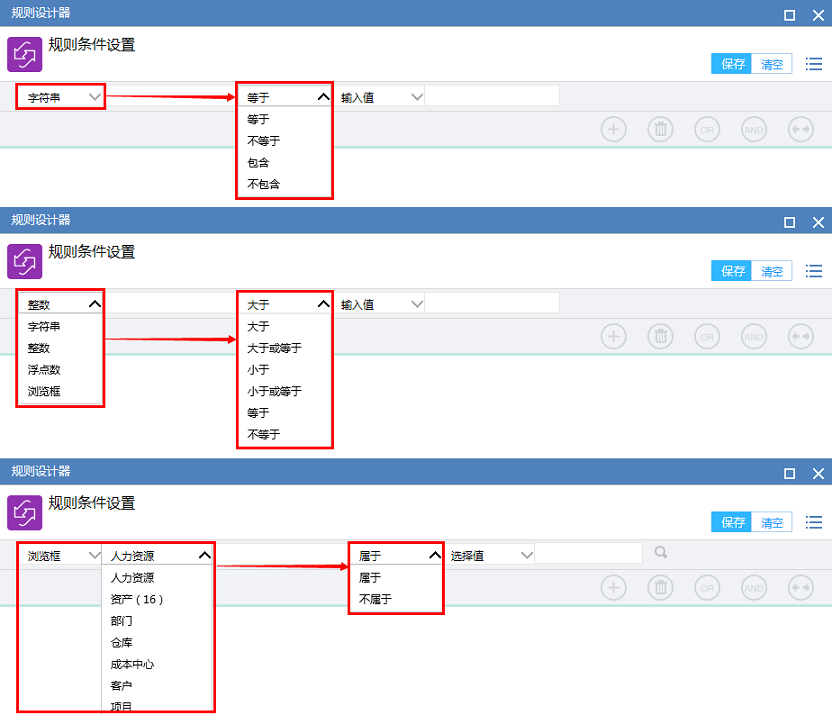 规则设计器
规则条件设置
保存 清空
字符串 等于 输入值
等于
不等于
包含
不包含
OR AND
规则设计器
规则条件设置
保存 清空
整数 大于 输入值
字符串 大于
整数 大于或等于
浮点数 小于
浏览框 小于或等于
等于
不等于
OR AND
规则设计器
规则条件设置
保存 清空
浏览框 人力资源 属于 选择值
人力资源 属于
资产（16） 不属于
部门
仓库
成本中心
客户
项目
OR AND